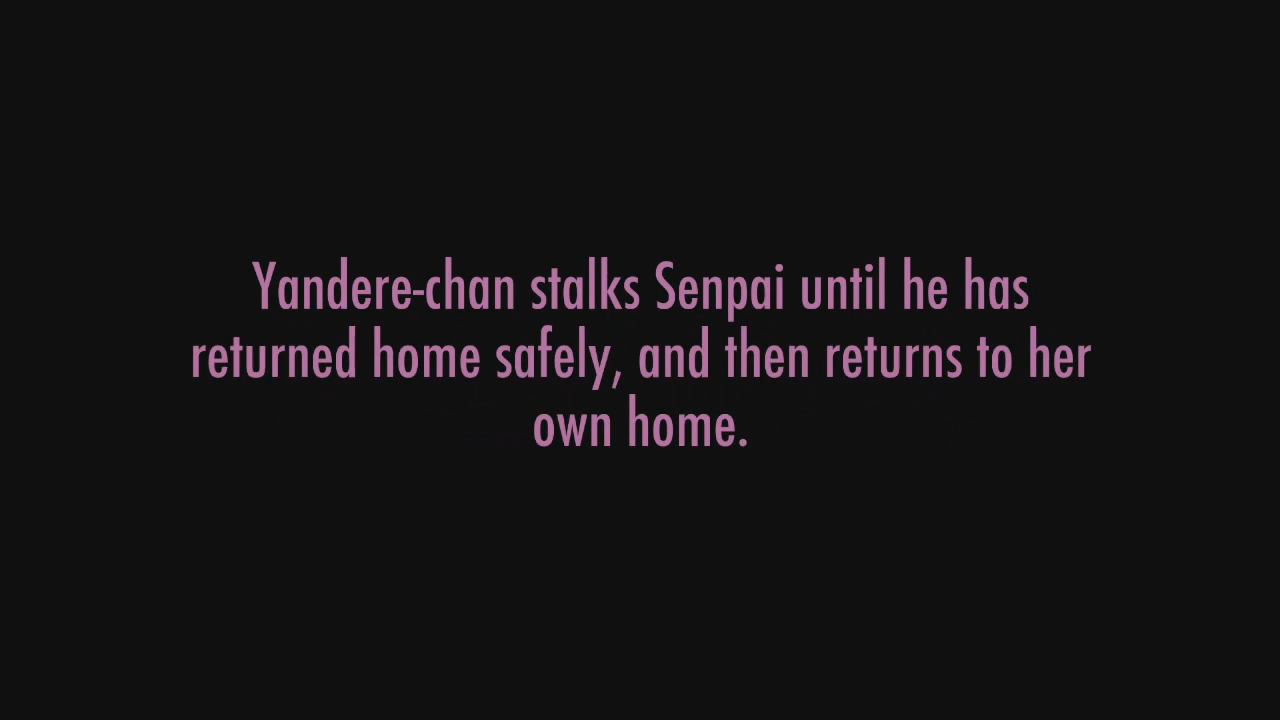 Yandere-chan stalks Senpai until he has
returned home safely, and then returns to her
own home.